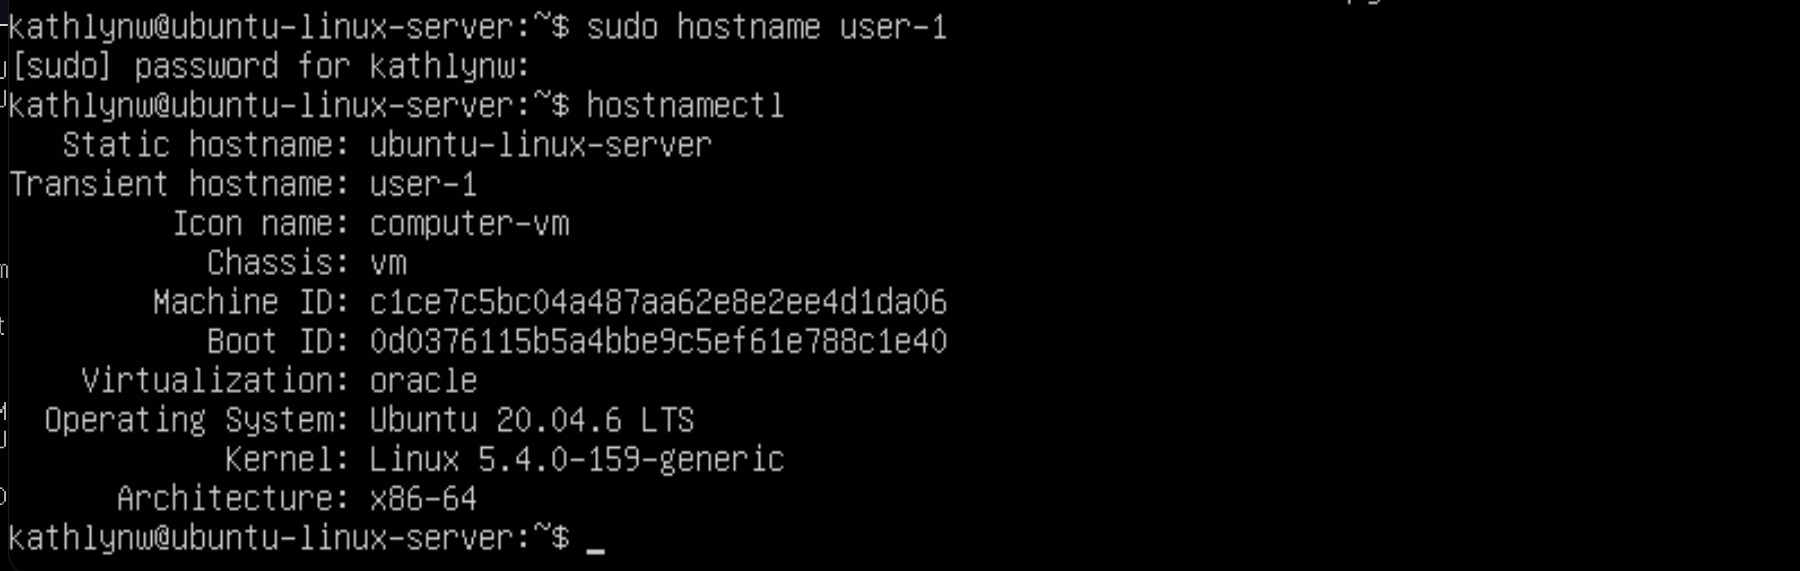 kathlynw@ubuntu-linux-server:~$ sudo hostname user-1
[sudo] password for kathlynw:
kathlynw@ubuntu-linux-server:~$ hostnamectl
Static hostname: ubuntu-linux-server
Transient hostname: user-1
Icon name: computer-vm
Chassis: vm
Machine ID: c1ce7c5bc04a487aa62e8e2ee4d1da06
Boot ID: 0d0376115b5a4bbe9c5ef61e788c1e40
Virtualization: oracle
Operating System: Ubuntu 20.04.6 LTS
Kernel: Linux 5.4.0-159-generic
Architecture: x86-64
kathlynw@ubuntu-linux-server:~$ _